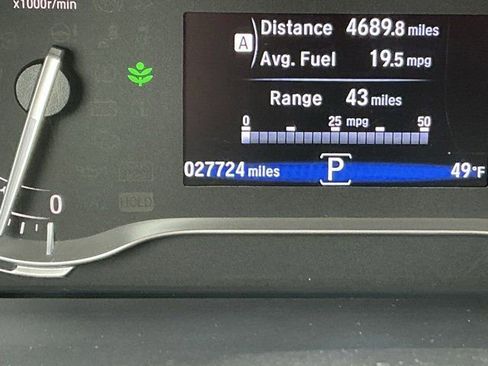 x1000r/min
A
Distance 4689.8 miles
Avg. Fuel 19.5 mpg
Range 43 miles
0 25 mpg 50
027724 miles P 49°F
0
HOLD